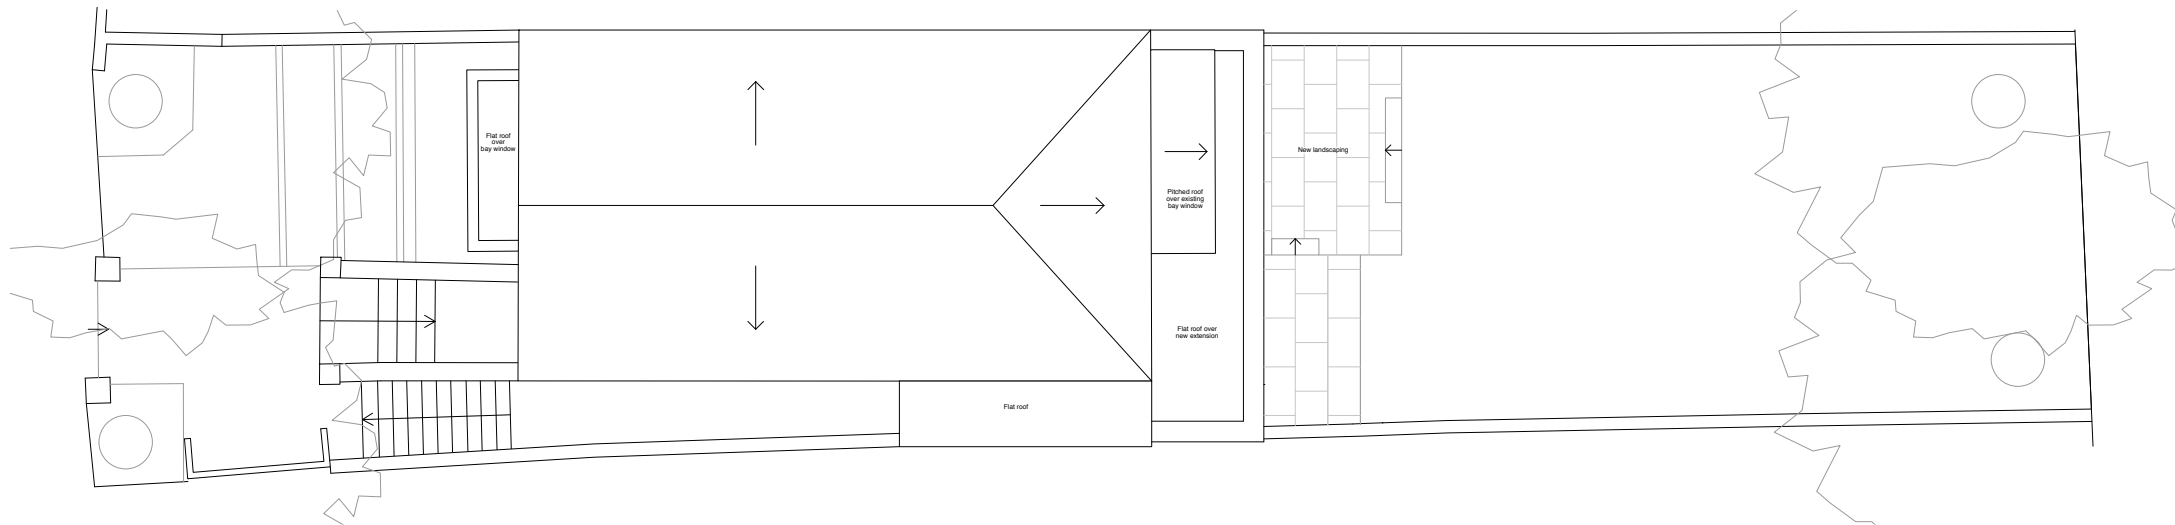 Flat roof
over
bay window
New landscaping
Pitched roof
over existing
bay window
Flat roof over
new extension
Flat roof